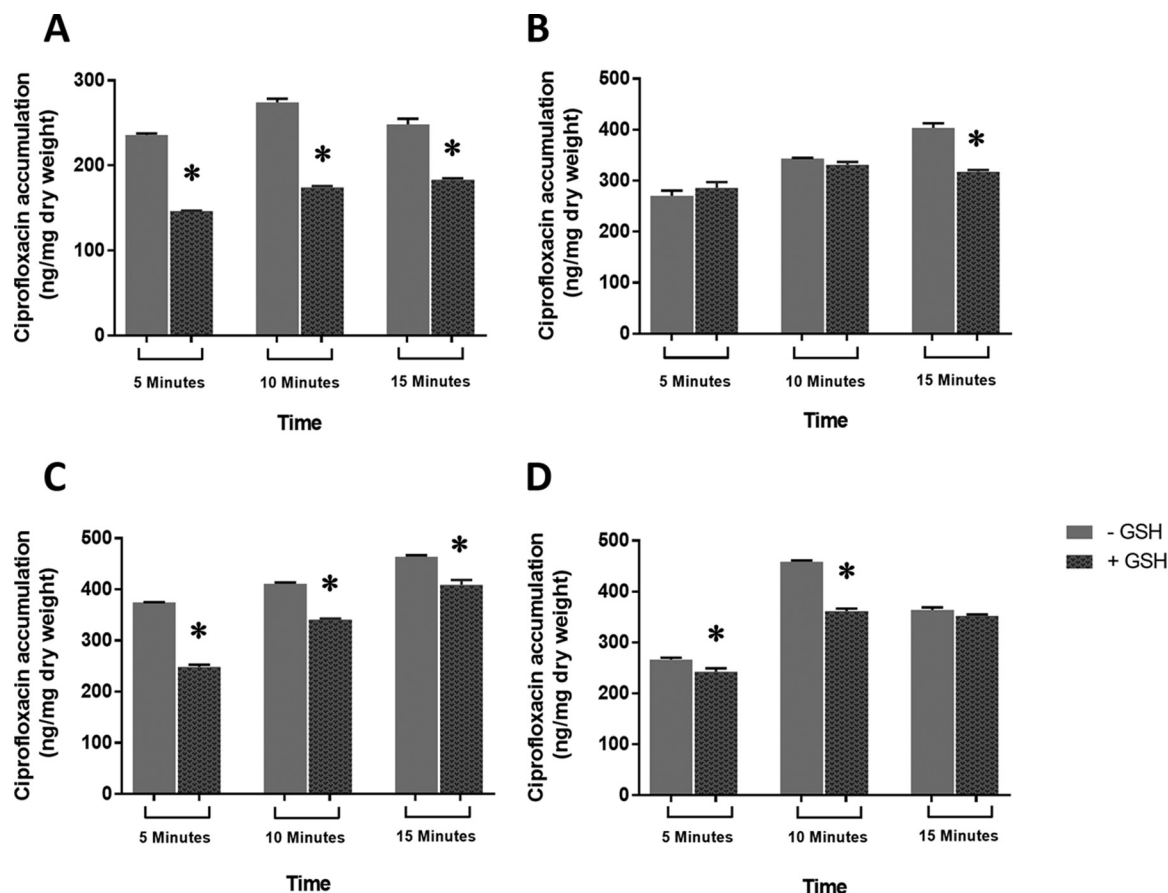 A
Ciprofloxacin accumulation
(ng/mg dry weight)
300
200
100
0
*
*
*
5 Minutes
10 Minutes
15 Minutes
Time
B
Ciprofloxacin accumulation
(ng/mg dry weight)
500
400
300
200
100
0
*
5 Minutes
10 Minutes
15 Minutes
Time
C
Ciprofloxacin accumulation
(ng/mg dry weight)
500
400
300
200
100
0
*
*
*
5 Minutes
10 Minutes
15 Minutes
Time
D
Ciprofloxacin accumulation
(ng/mg dry weight)
500
400
300
200
100
0
*
*
5 Minutes
10 Minutes
15 Minutes
Time
- GSH
+ GSH